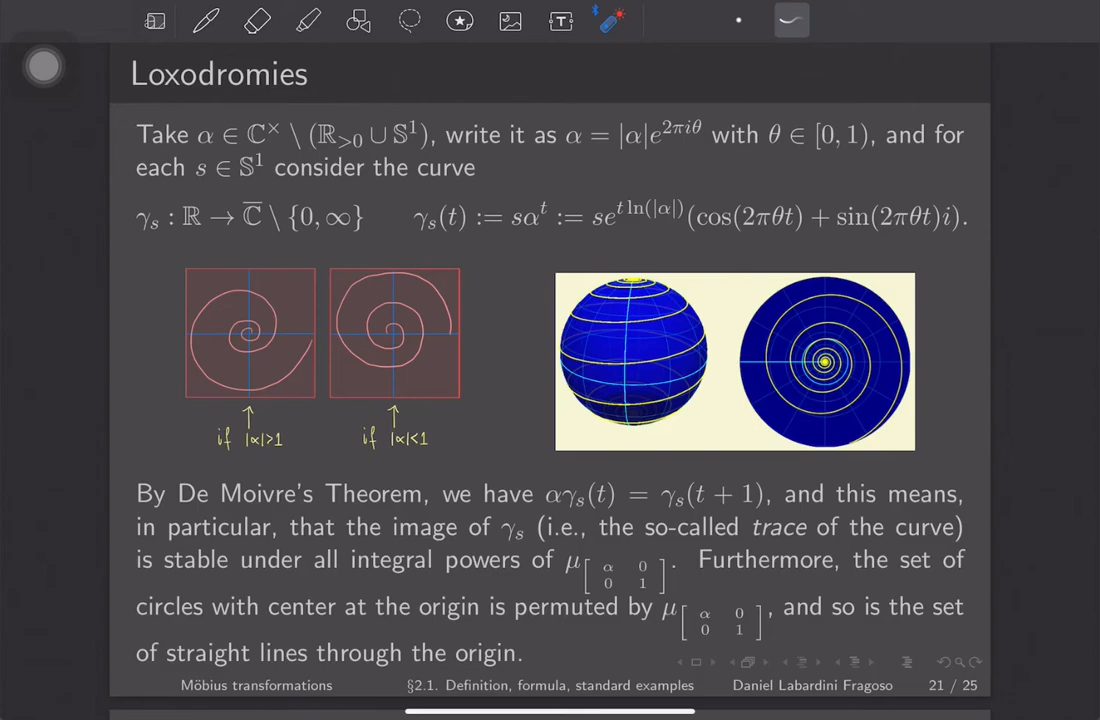 Loxodromies
Take α ∈ ℂ^× \ (ℝ_{>0} ∪ 𝕊^1), write it as α = |α|e^{2πiθ} with θ ∈ [0, 1), and for
each s ∈ 𝕊^1 consider the curve
γ_s : ℝ → \overline{ℂ} \ {0, ∞}    γ_s(t) := sα^t := se^{t ln(|α|)}(cos(2πθt) + sin(2πθt)i).
if |α|>1
if |α|<1
By De Moivre's Theorem, we have αγ_s(t) = γ_s(t + 1), and this means,
in particular, that the image of γ_s (i.e., the so-called trace of the curve)
is stable under all integral powers of μ_{[α 0; 0 1]}. Furthermore, the set of
circles with center at the origin is permuted by μ_{[α 0; 0 1]}, and so is the set
of straight lines through the origin.
Möbius transformations    §2.1. Definition, formula, standard examples    Daniel Labardini Fragoso    21 / 25